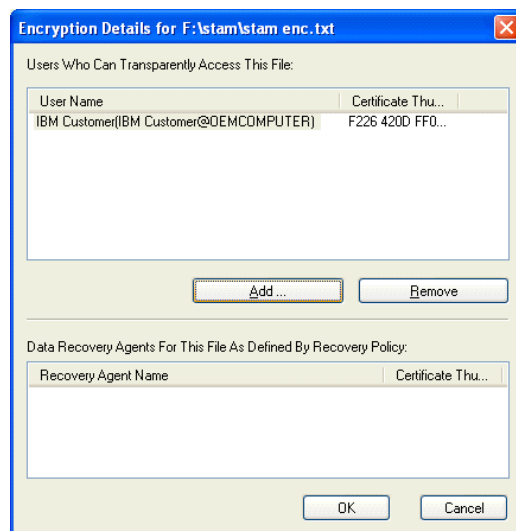 Encryption Details for F:\stam\stam enc.txt
Users Who Can Transparently Access This File:
User Name Certificate Thu...
IBM Customer(IBM Customer@OEMCOMPUTER) F226 420D FF0...
Add ... Remove
Data Recovery Agents For This File As Defined By Recovery Policy:
Recovery Agent Name Certificate Thu...
OK Cancel